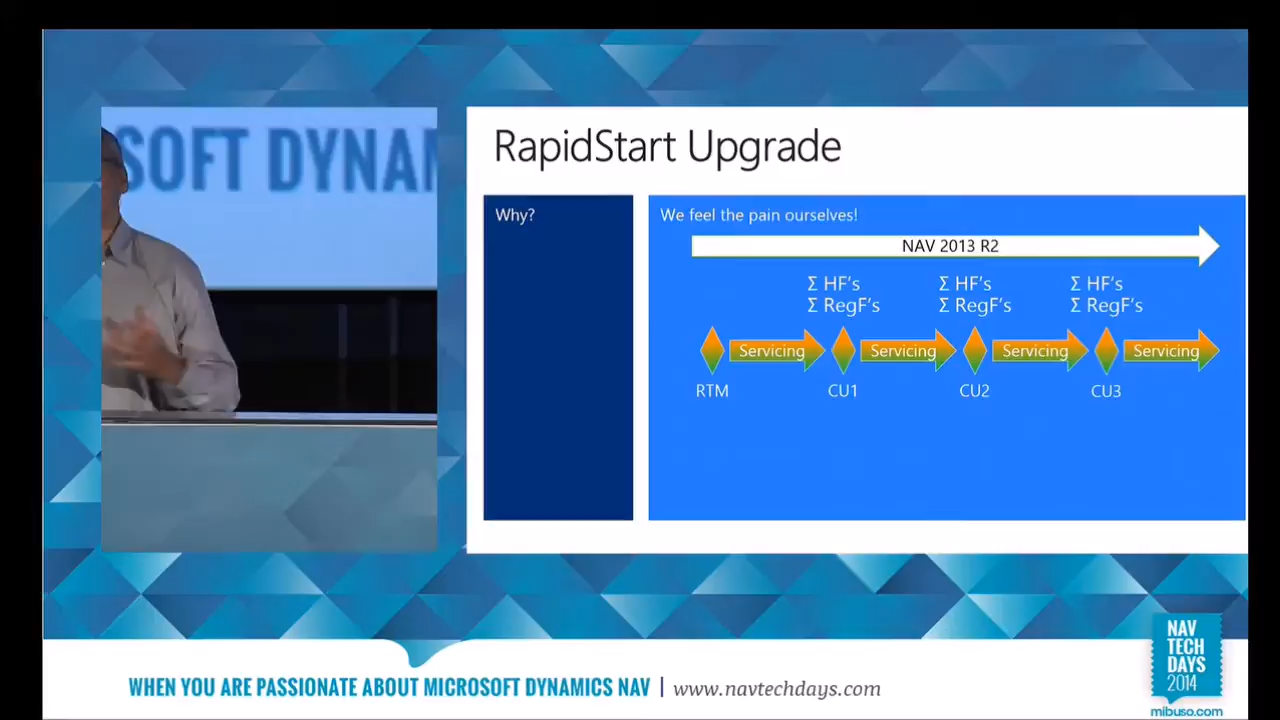 SOFT DYNAM
RapidStart Upgrade
Why?
We feel the pain ourselves!
NAV 2013 R2
Σ HF's
Σ RegF's
Σ HF's
Σ RegF's
Σ HF's
Σ RegF's
Servicing
Servicing
Servicing
Servicing
RTM
CU1
CU2
CU3
WHEN YOU ARE PASSIONATE ABOUT MICROSOFT DYNAMICS NAV | www.navtechdays.com
NAV
TECH
DAYS
2014
mibuso.com